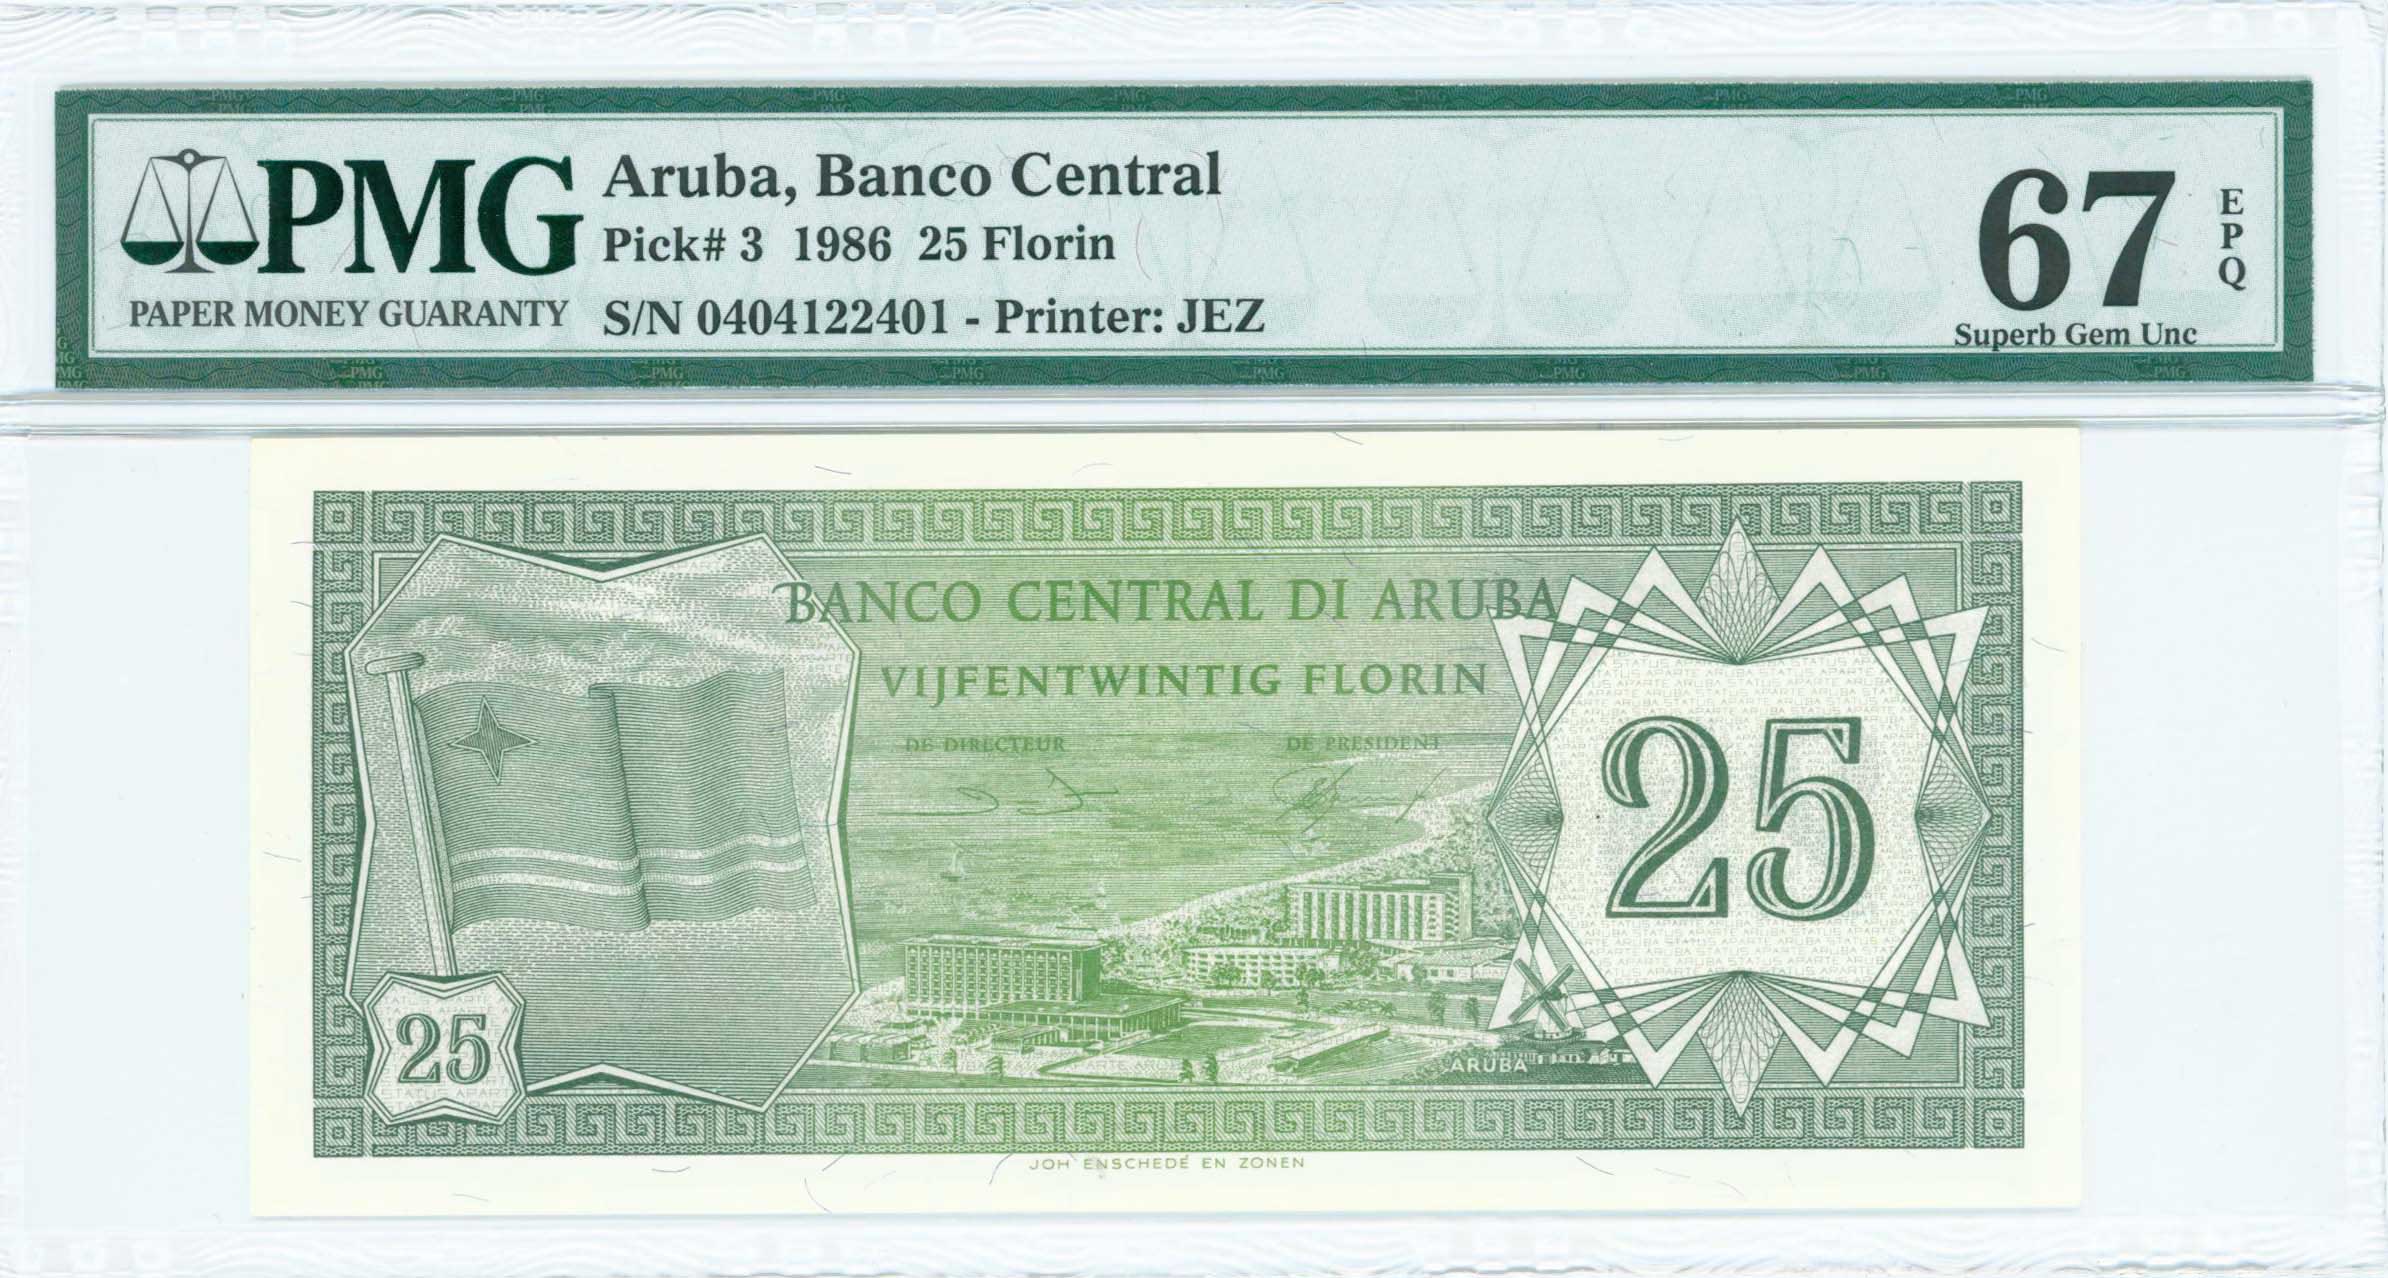 PMG
PAPER MONEY GUARANTY
Aruba, Banco Central
Pick# 3 1986 25 Florin
S/N 0404122401 - Printer: JEZ
67
EPQ
Superb Gem Unc
BANCO CENTRAL DI ARUBA
VIJFENTWINTIG FLORIN
DE DIRECTEUR
DE PRESIDENT
25
25
ARUBA
JOH ENSCHEDÉ EN ZONEN